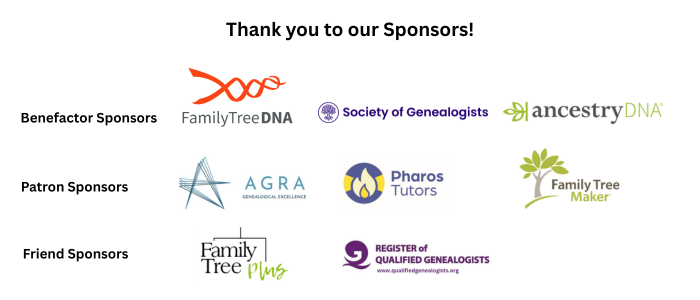 Thank you to our Sponsors!
Benefactor Sponsors
FamilyTreeDNA
Society of Genealogists
ancestryDNA®
Patron Sponsors
AGRA
GENEALOGICAL EXCELLENCE
Pharos
Tutors
Family Tree
Maker
Friend Sponsors
Family
Tree Plus
REGISTER of
QUALIFIED GENEALOGISTS
www.qualifiedgenealogists.org